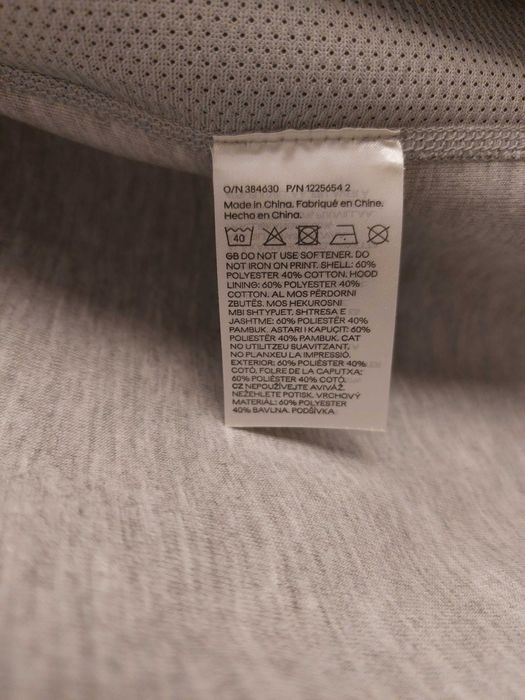 O/N 384630 P/N 1225654 2
Made in China. Fabriqué en Chine.
Hecho en China.
40
GB DO NOT USE SOFTENER. DO
NOT IRON ON PRINT. SHELL: 60%
POLYESTER 40% COTTON. HOOD
LINING: 60% POLYESTER 40%
COTTON. AL MOS PËRDORNI
ZBUTËS. MOS HEKUROSNI
MBI SHTYPJET. SHTRESA E
JASHTME: 60% POLIESTËR 40%
PAMBUK. ASTARI I KAPUÇIT: 60%
POLIESTËR 40% PAMBUK. CAT
NO UTILITZEU SUAVITZANT.
NO PLANXEU LA IMPRESSIÓ.
EXTERIOR: 60% POLIÈSTER 40%
COTÓ. FOLRE DE LA CAPUTXA:
60% POLIÈSTER 40% COTÓ.
CZ NEPOUŽÍVEJTE AVIVÁŽ.
NEŽEHLETE POTISK. VRCHOVÝ
MATERIÁL: 60% POLYESTER
40% BAVLNA. PODŠÍVKA